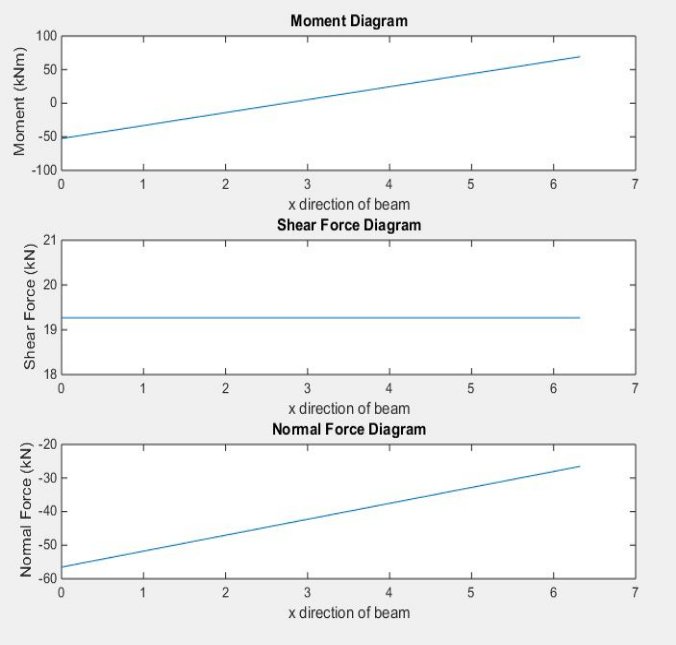 Moment Diagram
100
50
0
-50
-100
Moment (kNm)
0 1 2 3 4 5 6 7
x direction of beam
Shear Force Diagram
21
20
19
18
Shear Force (kN)
0 1 2 3 4 5 6 7
x direction of beam
Normal Force Diagram
-20
-30
-40
-50
-60
Normal Force (kN)
0 1 2 3 4 5 6 7
x direction of beam